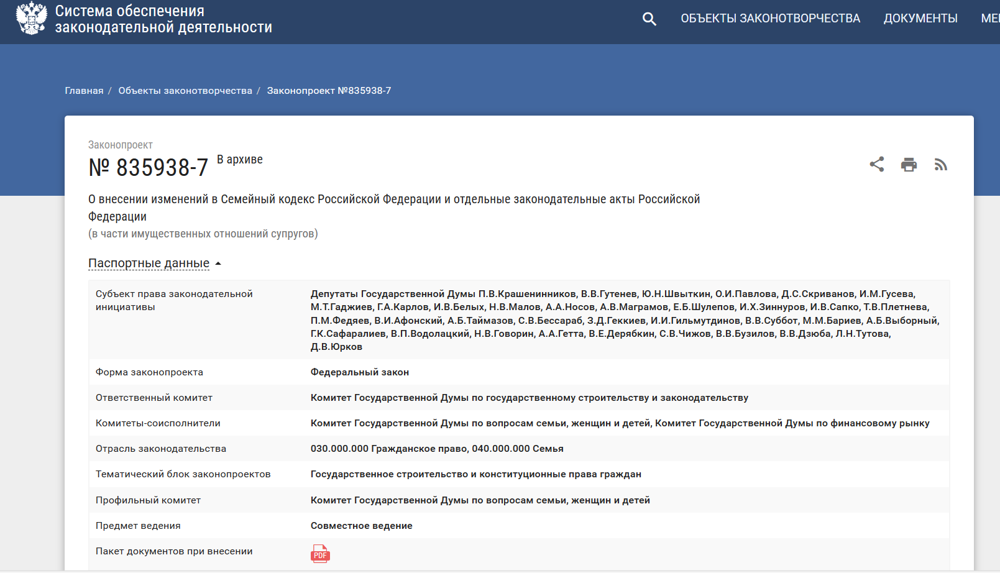 Система обеспечения
законодательной деятельности
ОБЪЕКТЫ ЗАКОНОТВОРЧЕСТВА ДОКУМЕНТЫ
Главная / Объекты законотворчества / Законопроект №835938-7
Законопроект
№ 835938-7 В архиве
О внесении изменений в Семейный кодекс Российской Федерации и отдельные законодательные акты Российской
Федерации
(в части имущественных отношений супругов)
Паспортные данные
Субъект права законодательной
инициативы
Депутаты Государственной Думы П.В.Крашенинников, В.В.Гутенев, Ю.Н.Швыткин, О.И.Павлова, Д.С.Скриванов, И.М.Гусева,
М.Т.Гаджиев, Г.А.Карлов, И.В.Белых, Н.В.Малов, А.А.Носов, А.В.Маграмов, Е.Б.Шулепов, И.Х.Зиннуров, И.В.Сапко, Т.В.Плетнева,
П.М.Федяев, В.И.Афонский, А.Б.Таймазов, С.В.Бессараб, З.Д.Геккиев, И.И.Гильмутдинов, В.В.Суббот, М.М.Бариев, А.Б.Выборный,
Г.К.Сафаралиев, В.П.Водолацкий, Н.В.Говорин, А.А.Гетта, В.Е.Дерябкин, С.В.Чижов, В.В.Бузилов, В.В.Дзюба, Л.Н.Тутова,
Д.В.Юрков
Форма законопроекта Федеральный закон
Ответственный комитет Комитет Государственной Думы по государственному строительству и законодательству
Комитеты-соисполнители Комитет Государственной Думы по вопросам семьи, женщин и детей, Комитет Государственной Думы по финансовому рынку
Отрасль законодательства 030.000.000 Гражданское право, 040.000.000 Семья
Тематический блок законопроектов Государственное строительство и конституционные права граждан
Профильный комитет Комитет Государственной Думы по вопросам семьи, женщин и детей
Предмет ведения Совместное ведение
Пакет документов при внесении PDF